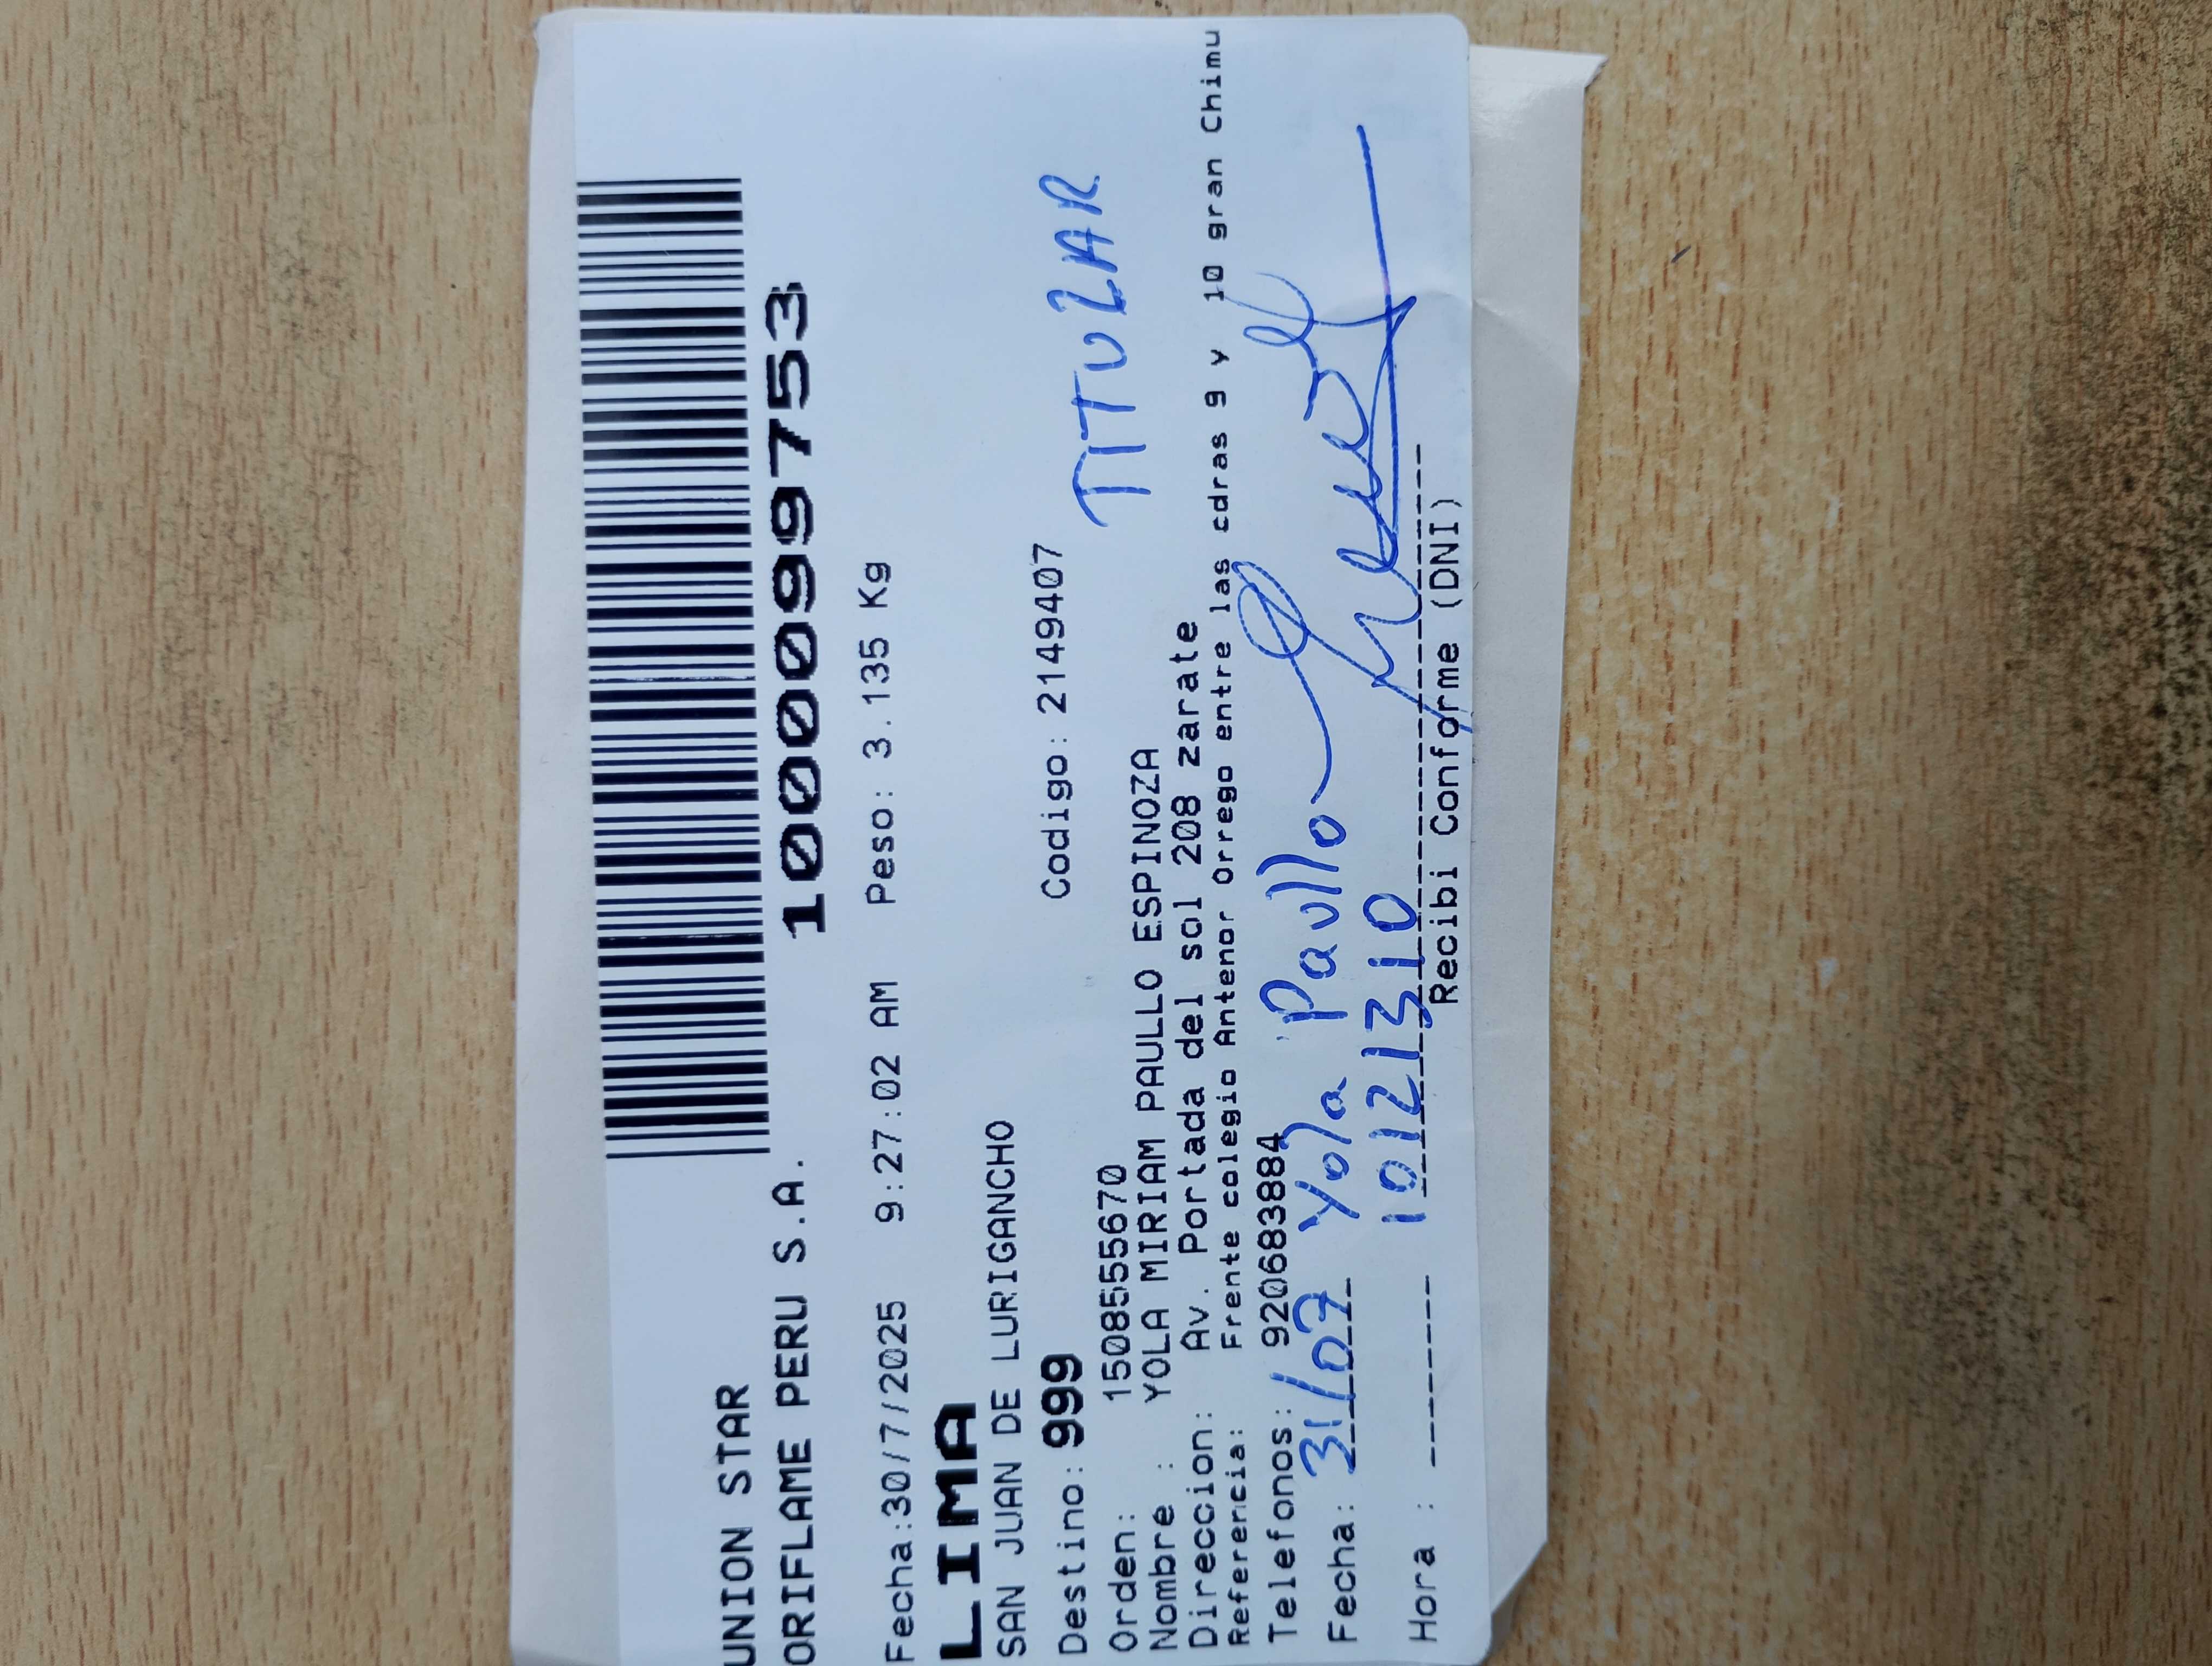 UNION STAR
ORIFLAME PERU S.A. 1000099753
Fecha:30/7/2025 9:27:02 AM Peso: 3.135 Kg
LIMA
SAN JUAN DE LURIGANCHO
Destino: 999 Codigo: 2149407
TITULAR
Orden: 1508555670
Nombre : YOLA MIRIAM PAULLO ESPINOZA
Direccion: Av. Portada del sol 208 zarate
Referencia: Frente colegio Antenor Orrego entre las cdras 9 y 10 gran Chimu
Telefonos: 920683884
Fecha: 31/07 Yola Paullo
10121310
Hora :
Recibi Conforme (DNI)